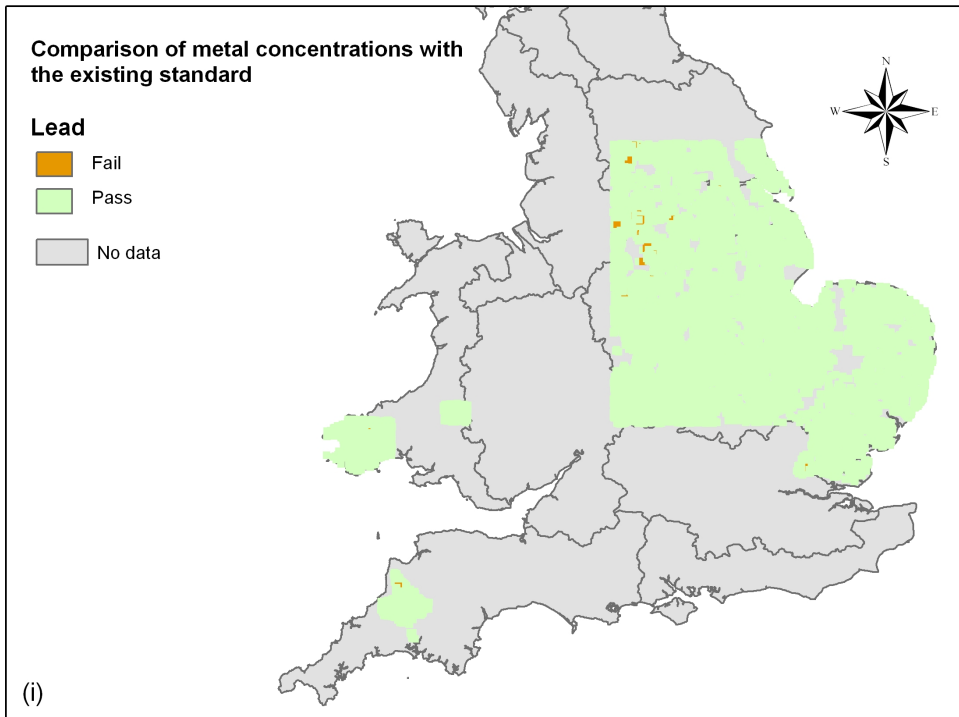 Comparison of metal concentrations with
the existing standard
Lead
Fail
Pass
No data
N
W
E
S
(i)